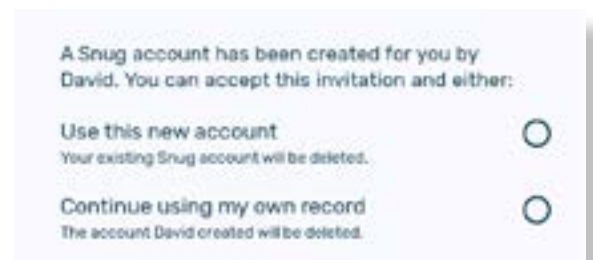 A Snug account has been created for you by
David. You can accept this invitation and either:
Use this new account
Your existing Snug account will be deleted.
Continue using my own record
The account David created will be deleted.